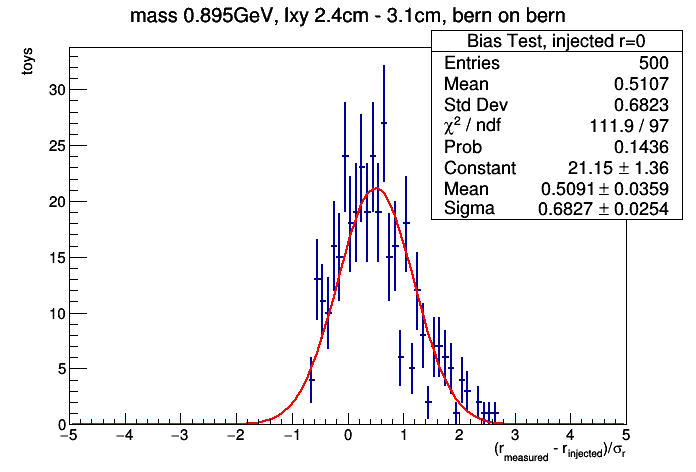 mass 0.895GeV, lxy 2.4cm - 3.1cm, bern on bern
toys
Bias Test, injected r=0
Entries 500
Mean 0.5107
Std Dev 0.6823
χ² / ndf 111.9 / 97
Prob 0.1436
Constant 21.15 ± 1.36
Mean 0.5091 ± 0.0359
Sigma 0.6827 ± 0.0254
30
25
20
15
10
5
0
−5 −4 −3 −2 −1 0 1 2 3 4 5
(r_measured - r_injected)/σ_r